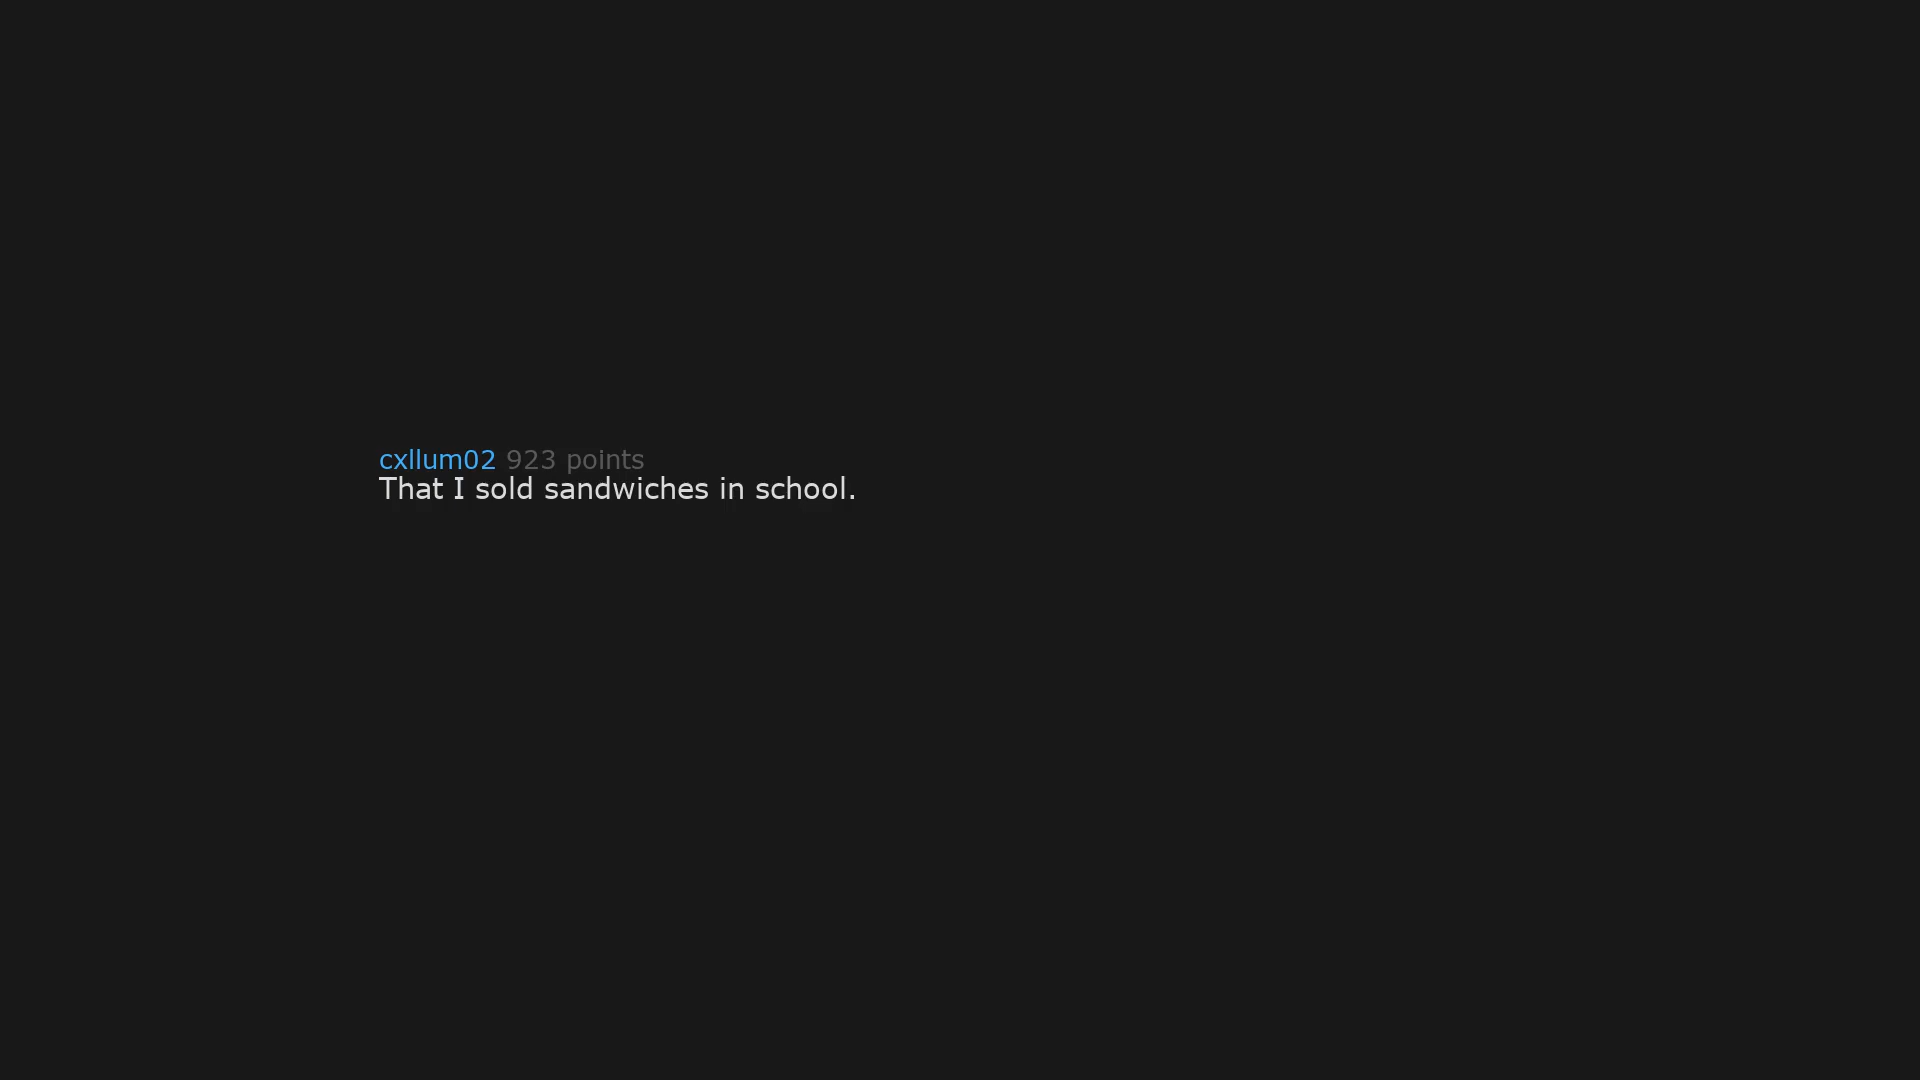 cxllum02 923 points
That I sold sandwiches in school.